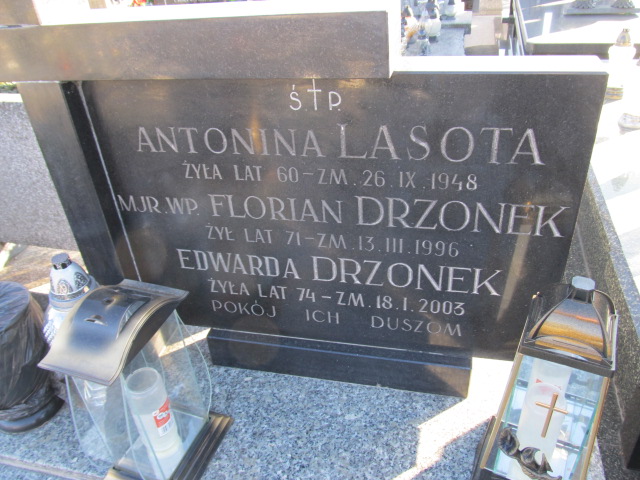 Ś.†P.
ANTONINA LASOTA
ŻYŁA LAT 60 – ZM. 26. IX. 1948
MJR. WP. FLORIAN DRZONEK
ŻYŁ LAT 71 – ZM. 13. III. 1996
EDWARDA DRZONEK
ŻYŁA LAT 74 – ZM. 18. I. 2003
POKÓJ ICH DUSZOM